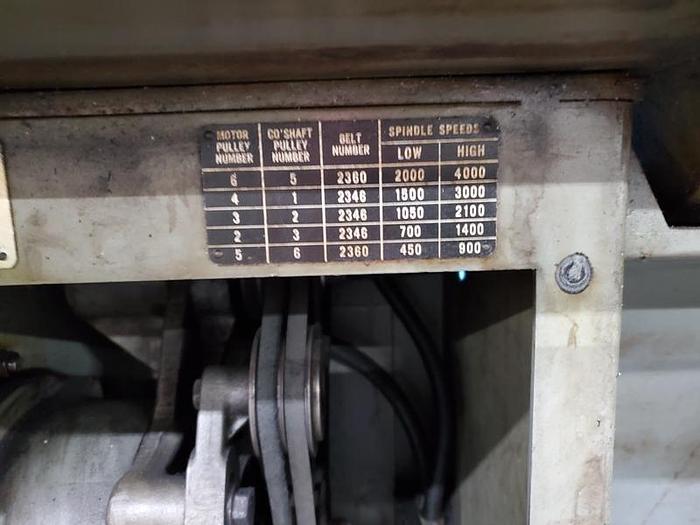 MOTOR PULLEY NUMBER CO'SHAFT PULLEY NUMBER BELT NUMBER SPINDLE SPEEDS
LOW HIGH
6 5 2360 2000 4000
4 1 2346 1500 3000
3 2 2346 1050 2100
2 3 2346 700 1400
5 6 2360 450 900